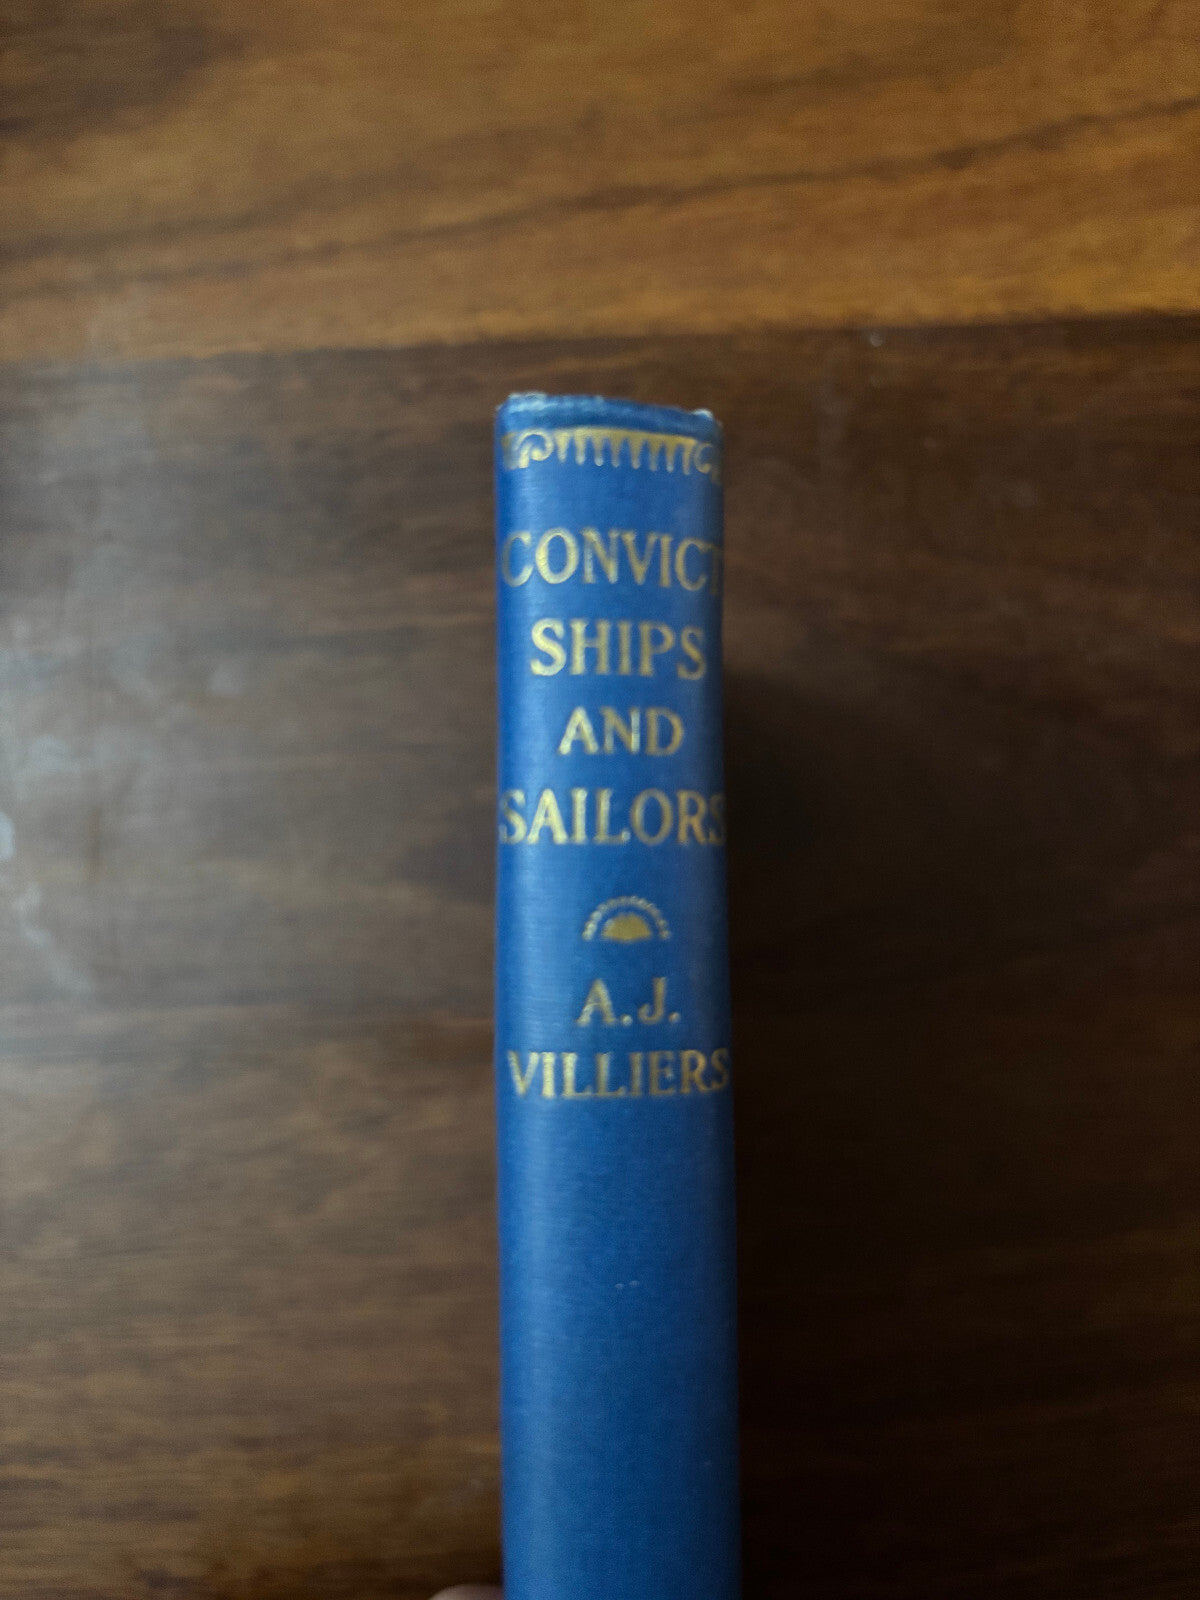 CONVICT
SHIPS
AND
SAILORS
A.J.
VILLIERS